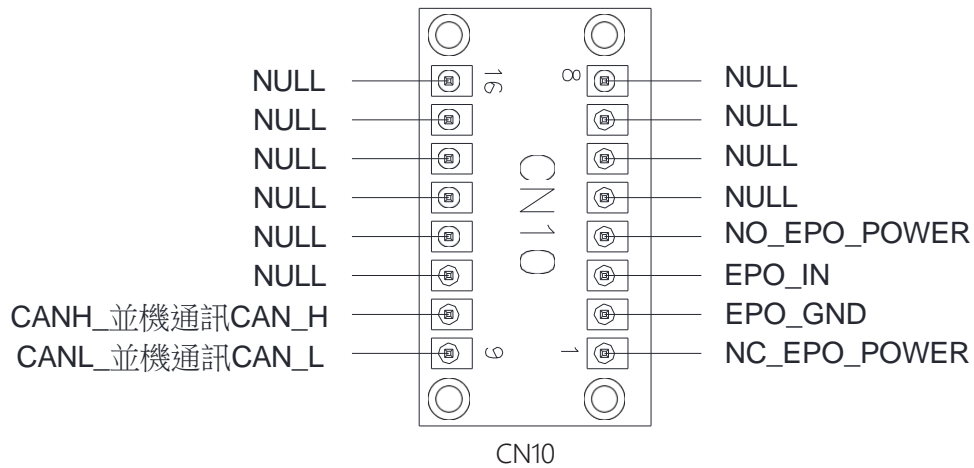 NULL 16 8 NULL
NULL NULL
NULL NULL
NULL NULL
NULL NO_EPO_POWER
NULL EPO_IN
CANH_並機通訊CAN_H EPO_GND
CANL_並機通訊CAN_L 9 1 NC_EPO_POWER
CN10
CN10